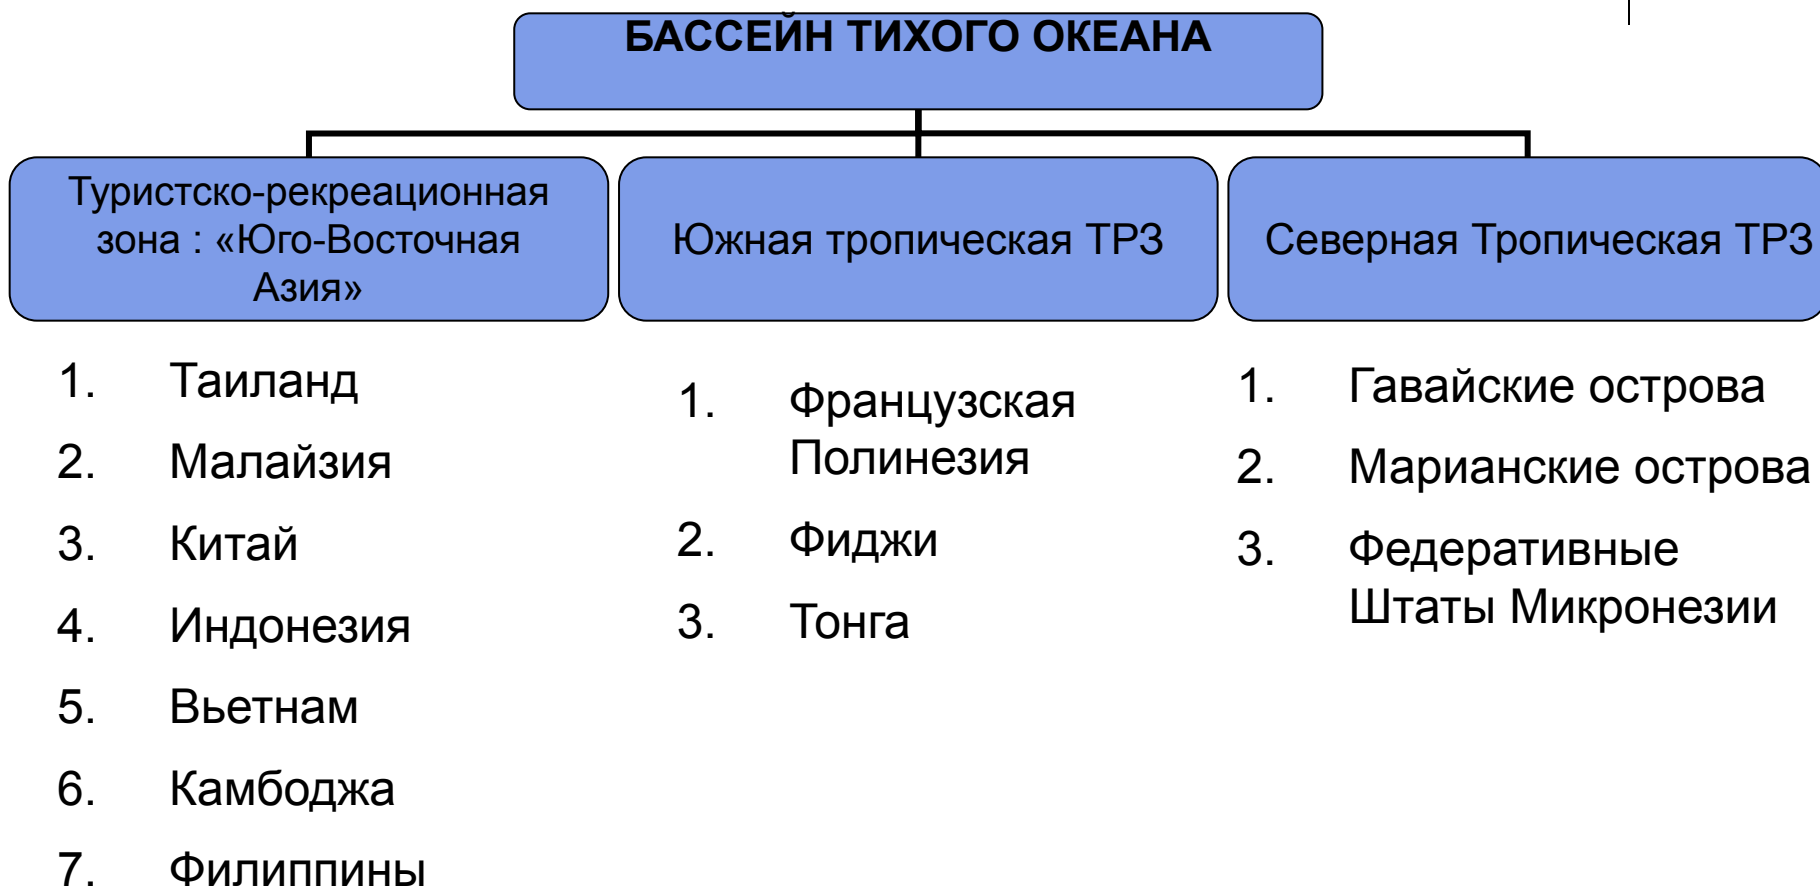 БАССЕЙН ТИХОГО ОКЕАНА
Туристско-рекреационная
зона : «Юго-Восточная
Азия»
1. Таиланд
2. Малайзия
3. Китай
4. Индонезия
5. Вьетнам
6. Камбоджа
7. Филиппины
Южная тропическая ТРЗ
1. Французская
Полинезия
2. Фиджи
3. Тонга
Северная Тропическая ТРЗ
1. Гавайские острова
2. Марианские острова
3. Федеративные
Штаты Микронезии